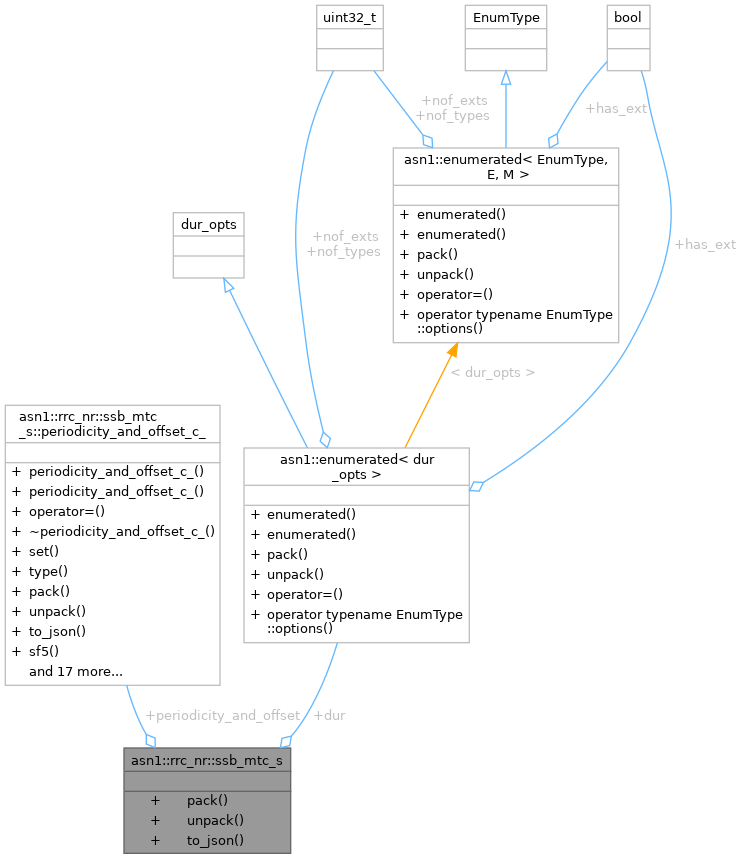 uint32_t
EnumType
bool
+nof_exts
+nof_types
+has_ext
asn1::enumerated< EnumType,
E, M >
+ enumerated()
+ enumerated()
+ pack()
+ unpack()
+ operator=()
+ operator typename EnumType
::options()
dur_opts
+nof_exts
+nof_types
+has_ext
< dur_opts >
asn1::rrc_nr::ssb_mtc
_s::periodicity_and_offset_c_
+ periodicity_and_offset_c_()
+ periodicity_and_offset_c_()
+ operator=()
+ ~periodicity_and_offset_c_()
+ set()
+ type()
+ pack()
+ unpack()
+ to_json()
+ sf5()
and 17 more...
asn1::enumerated< dur
_opts >
+ enumerated()
+ enumerated()
+ pack()
+ unpack()
+ operator=()
+ operator typename EnumType
::options()
+periodicity_and_offset
+dur
asn1::rrc_nr::ssb_mtc_s
+ pack()
+ unpack()
+ to_json()